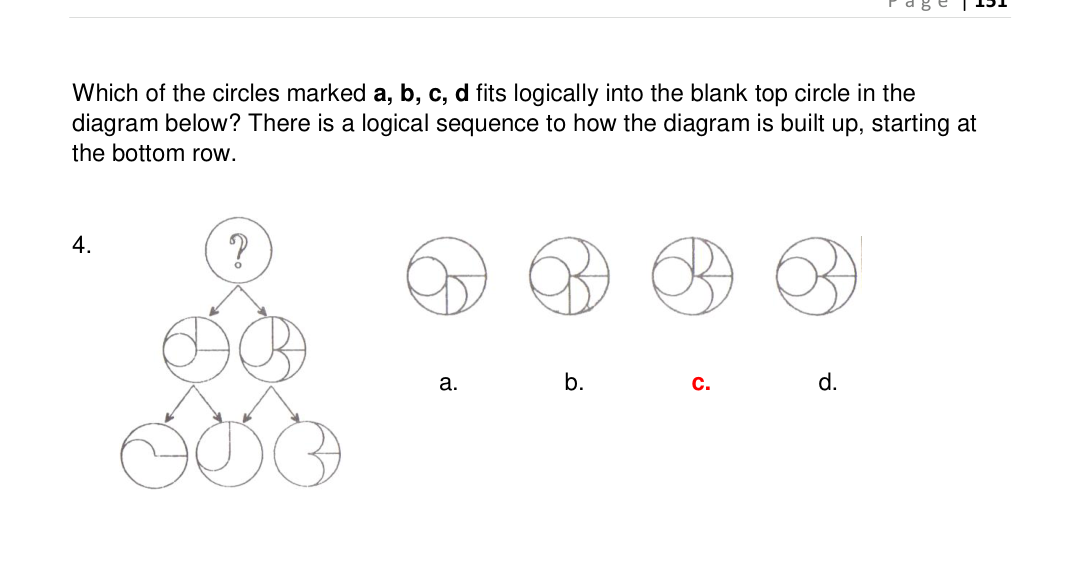 Page | 151
Which of the circles marked a, b, c, d fits logically into the blank top circle in the
diagram below? There is a logical sequence to how the diagram is built up, starting at
the bottom row.
4.
?
a. b. c. d.